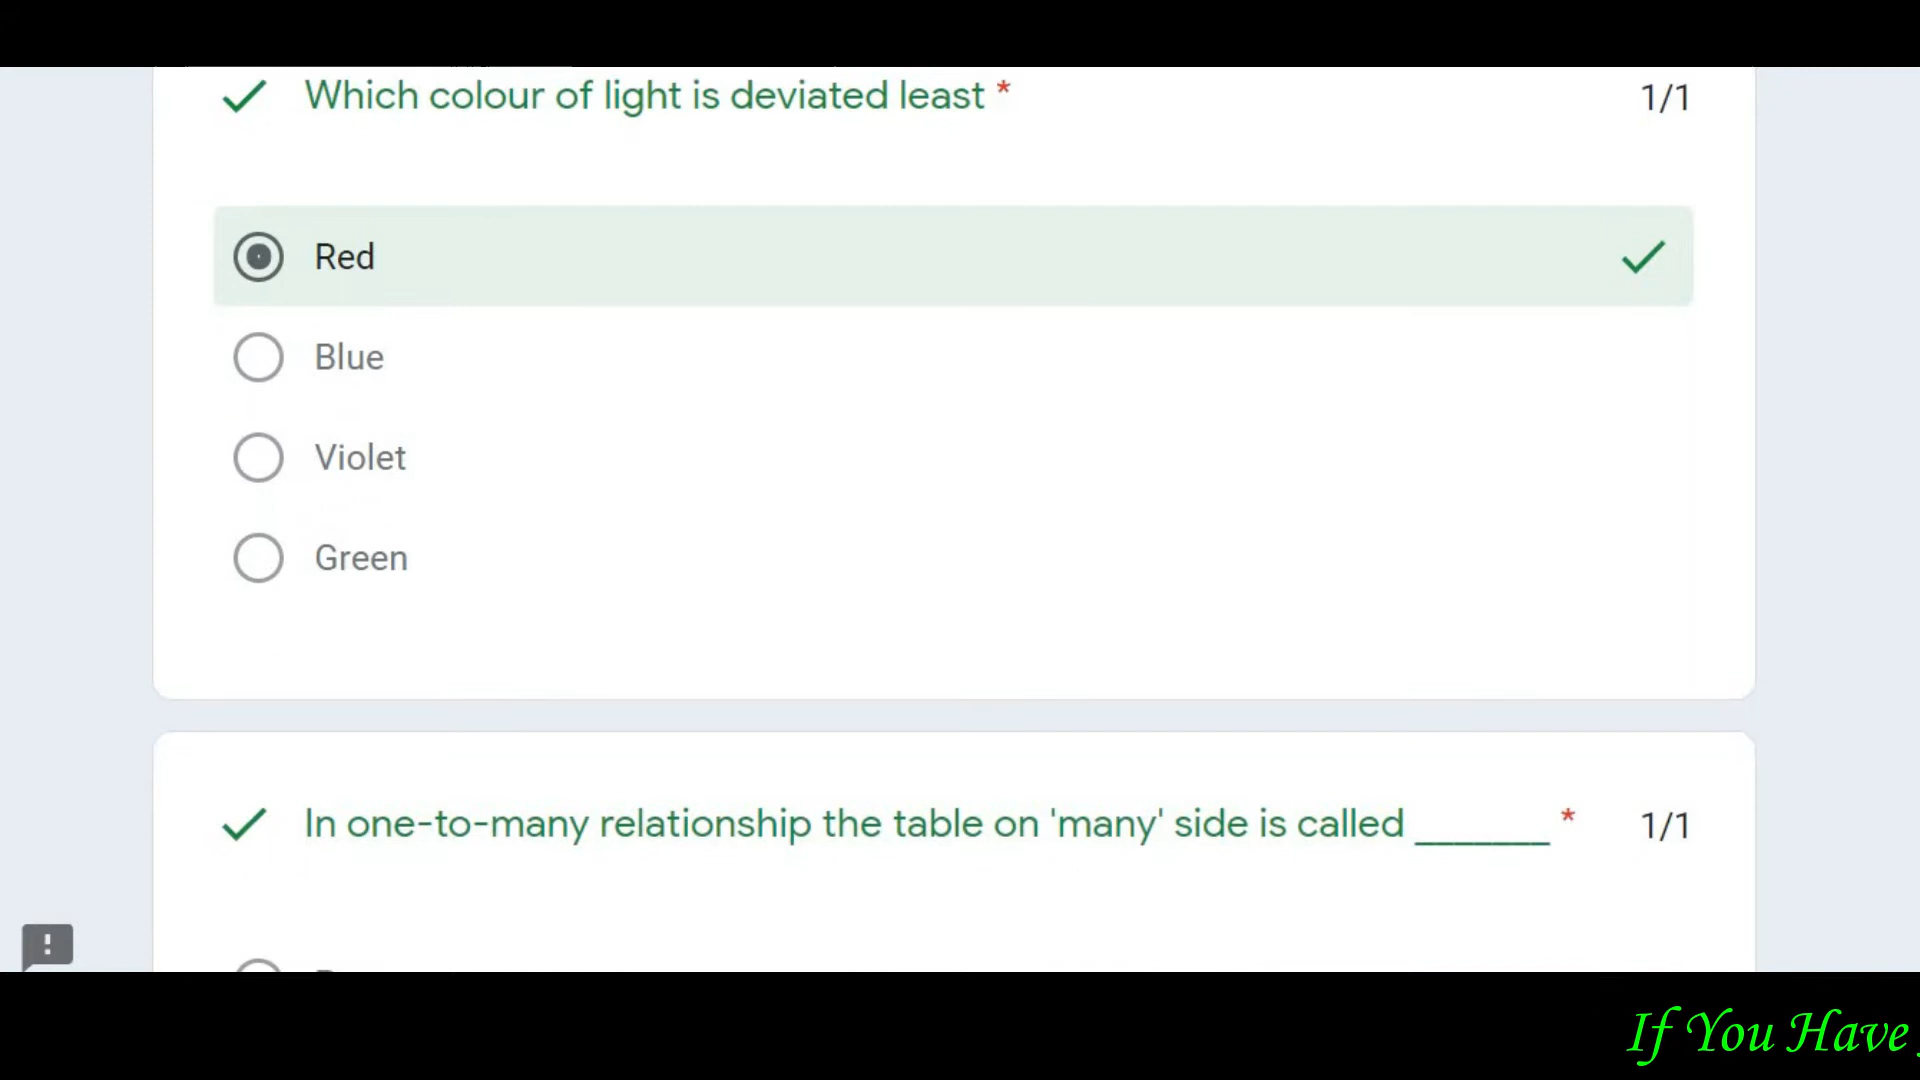 Which colour of light is deviated least * 1/1
Red
Blue
Violet
Green
In one-to-many relationship the table on 'many' side is called _______ * 1/1
If You Have